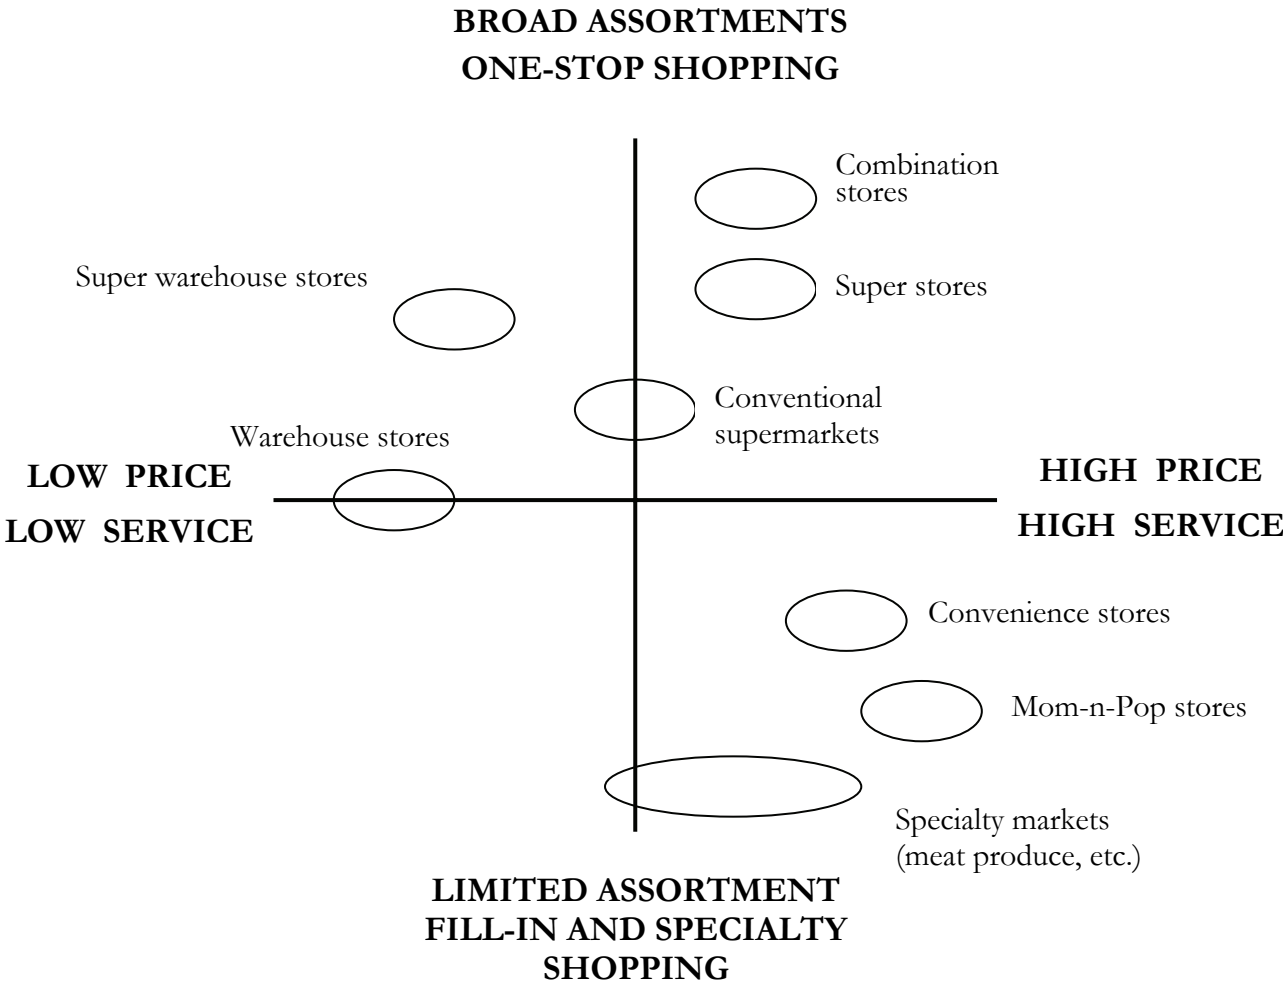 BROAD ASSORTMENTS
ONE-STOP SHOPPING
Combination
stores
Super warehouse stores
Super stores
Conventional
supermarkets
Warehouse stores
LOW PRICE
LOW SERVICE
HIGH PRICE
HIGH SERVICE
Convenience stores
Mom-n-Pop stores
Specialty markets
(meat produce, etc.)
LIMITED ASSORTMENT
FILL-IN AND SPECIALTY
SHOPPING